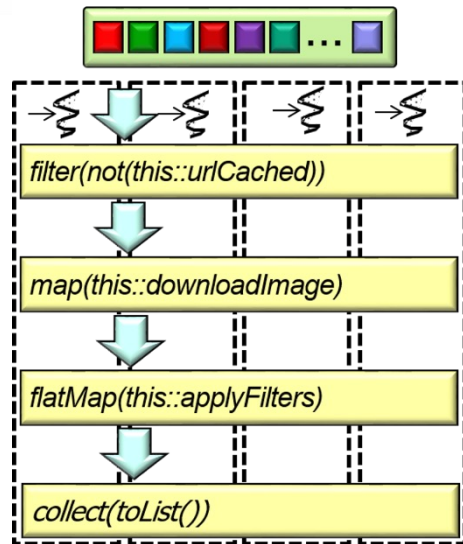 ...
filter(not(this::urlCached))
map(this::downloadImage)
flatMap(this::applyFilters)
collect(toList())